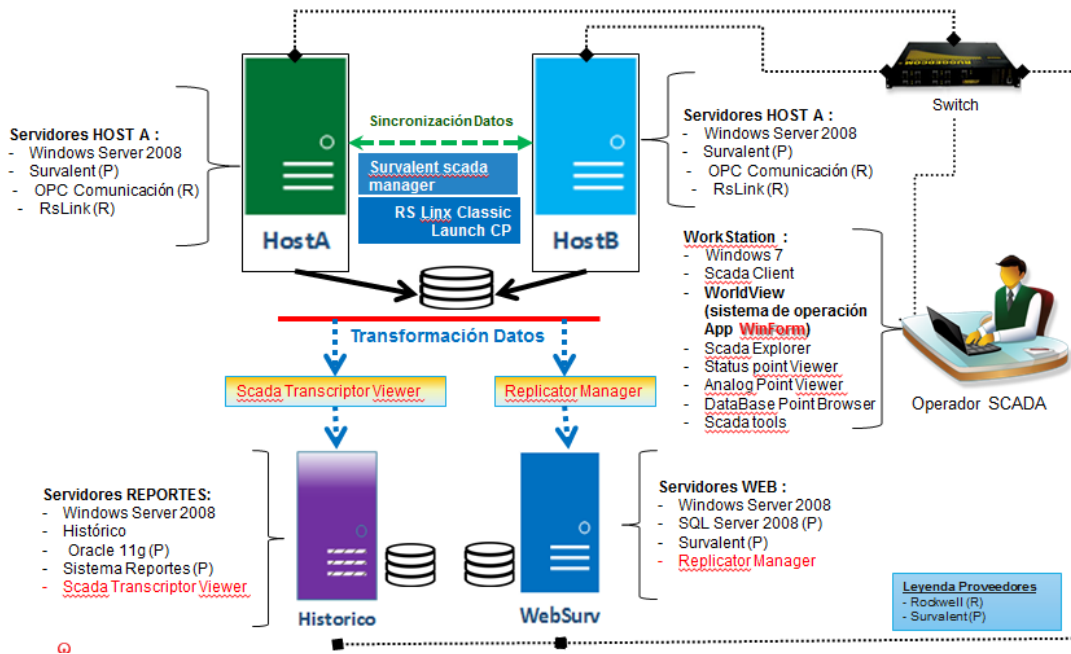 Servidores HOST A :
- Windows Server 2008
- Survalent (P)
- OPC Comunicación (R)
- RsLink (R)
HostA
Sincronización Datos
Survalent scada
manager
RS Linx Classic
Launch CP
HostB
Servidores HOST A :
- Windows Server 2008
- Survalent (P)
- OPC Comunicación (R)
- RsLink (R)
RUGGEDCOM
Switch
WorkStation :
- Windows 7
- Scada Client
- WorldView
(sistema de operación
App WinForm)
- Scada Explorer
- Status point Viewer
- Analog Point Viewer
- DataBase Point Browser
- Scada tools
Operador SCADA
Transformación Datos
Scada Transcriptor Viewer
Replicator Manager
Servidores REPORTES:
- Windows Server 2008
- Histórico
- Oracle 11g (P)
- Sistema Reportes (P)
- Scada Transcriptor Viewer
Historico
WebSurv
Servidores WEB :
- Windows Server 2008
- SQL Server 2008 (P)
- Survalent (P)
- Replicator Manager
Leyenda Proveedores
- Rockwell (R)
- Survalent(P)